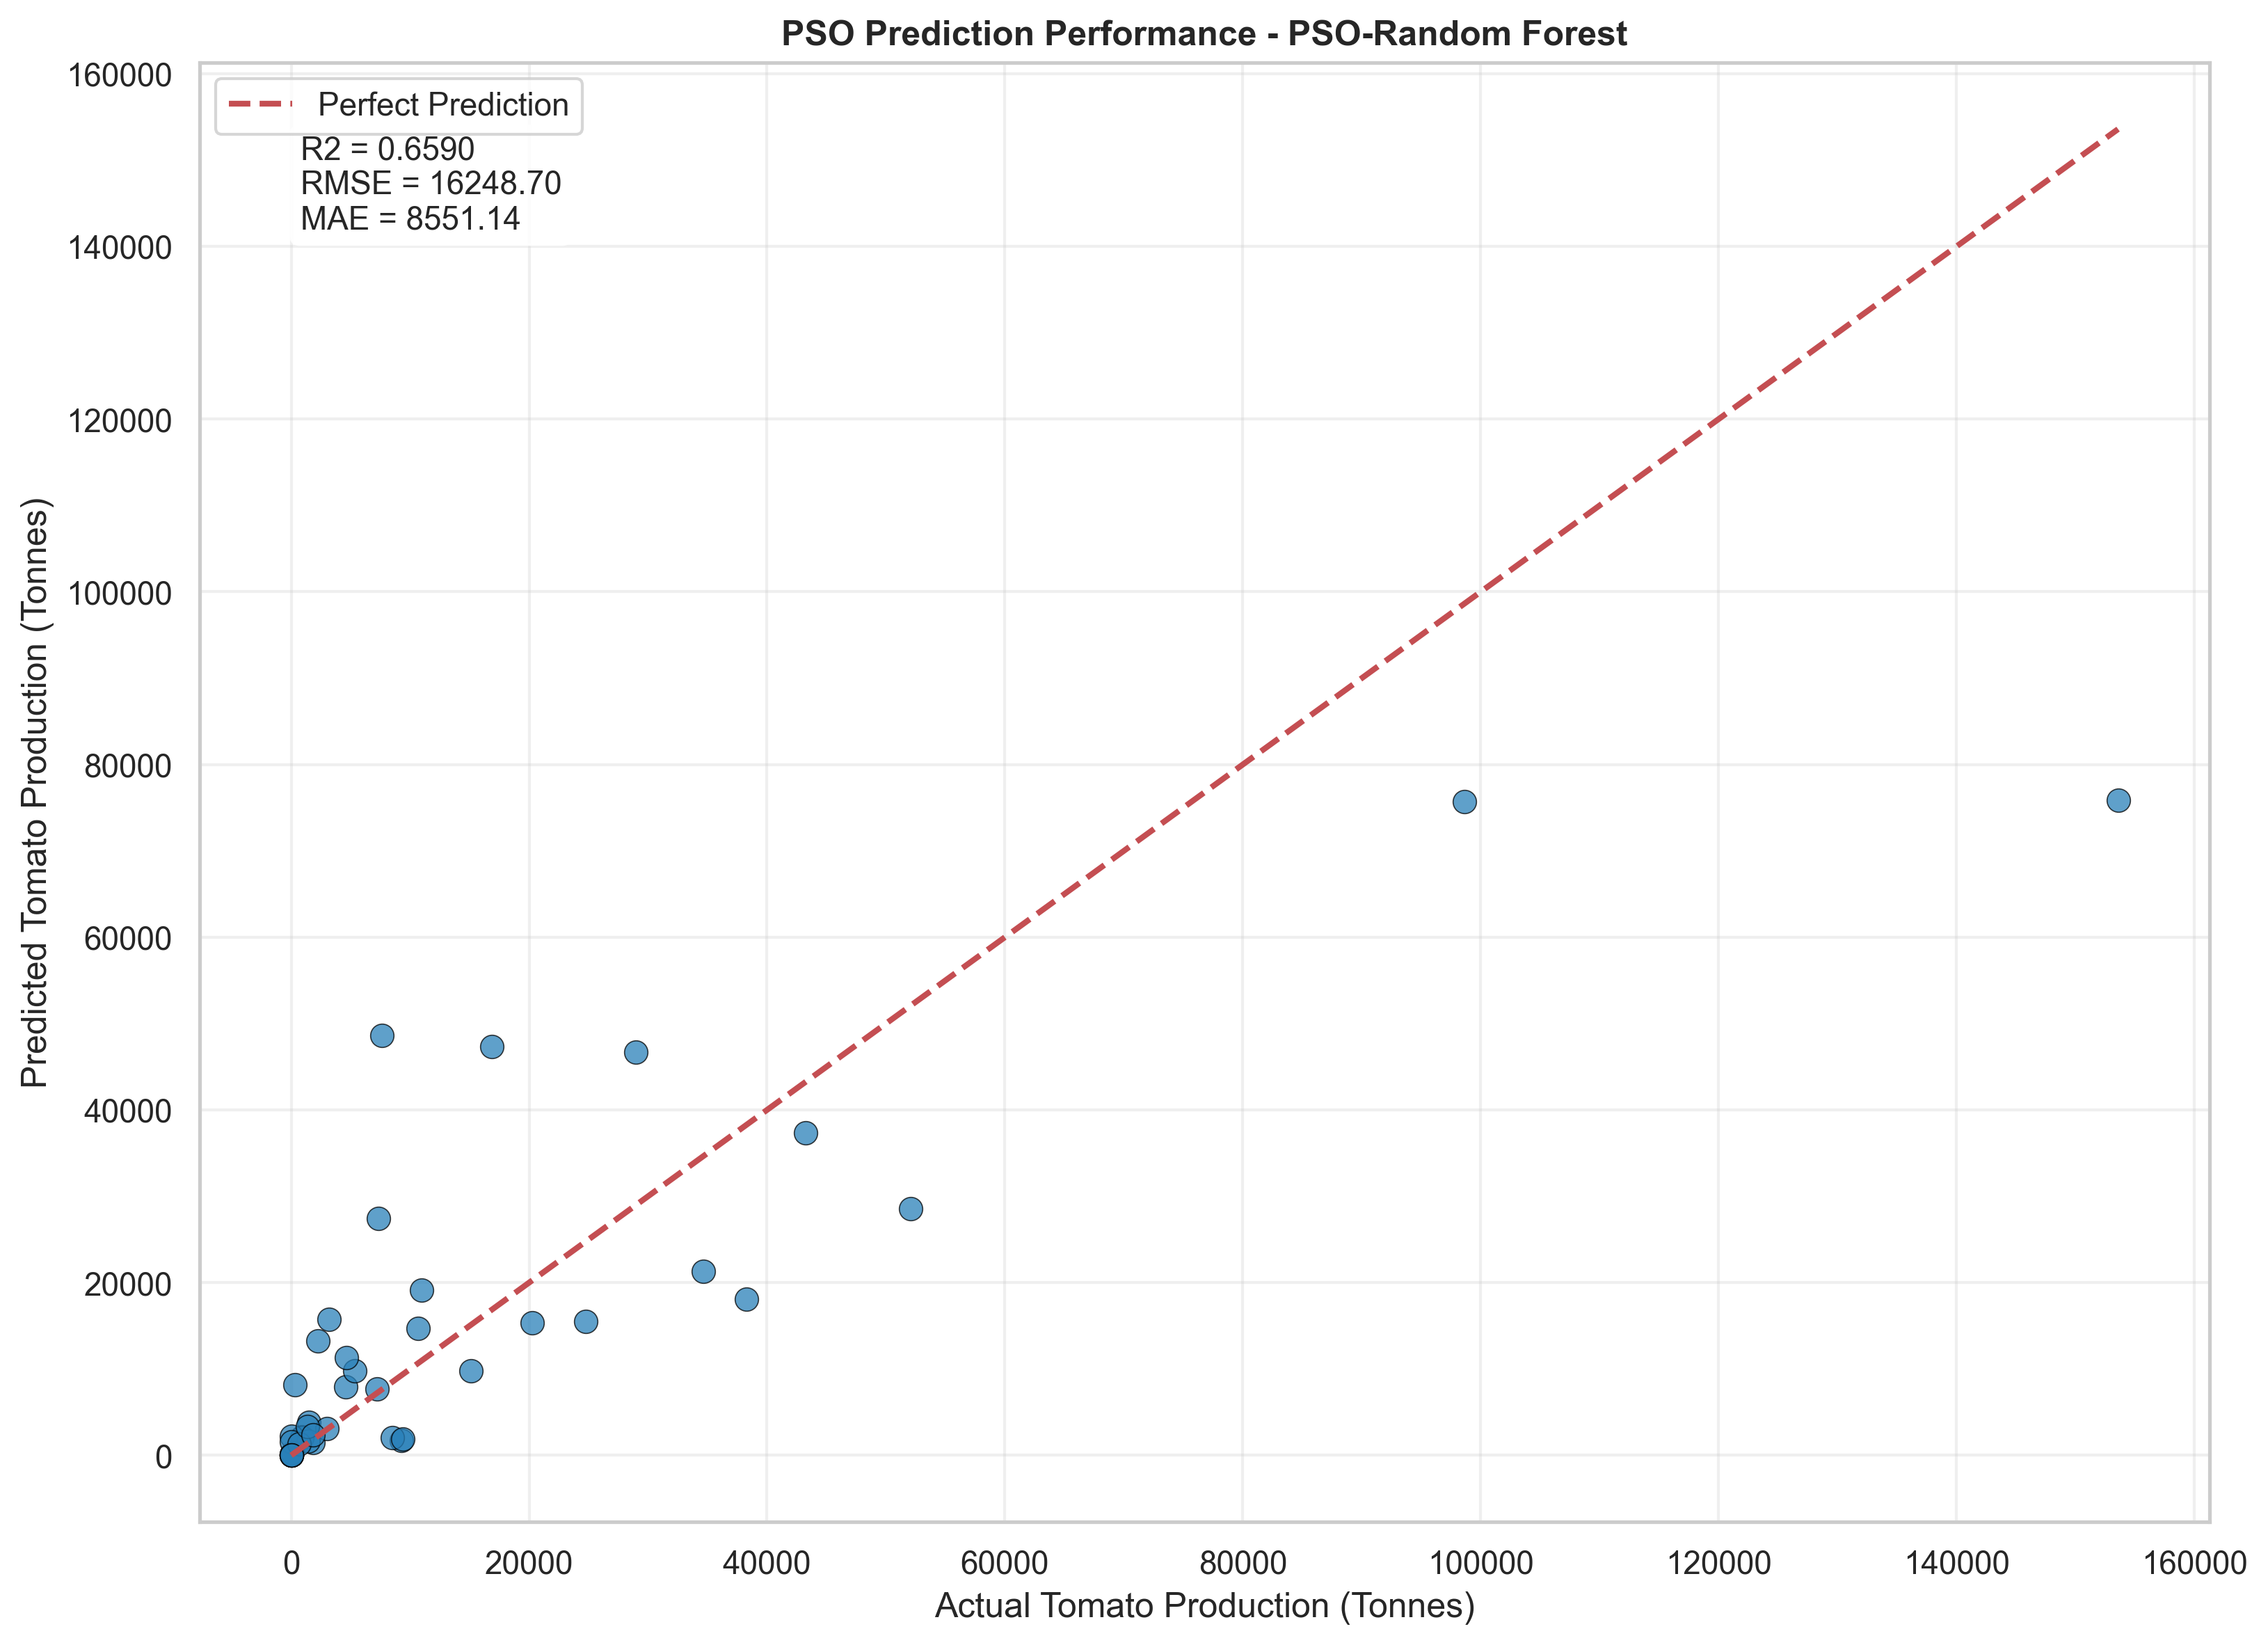 PSO Prediction Performance - PSO-Random Forest
Perfect Prediction
R2 = 0.6590
RMSE = 16248.70
MAE = 8551.14
160000
140000
120000
100000
80000
60000
40000
20000
0
Predicted Tomato Production (Tonnes)
0
20000
40000
60000
80000
100000
120000
140000
160000
Actual Tomato Production (Tonnes)